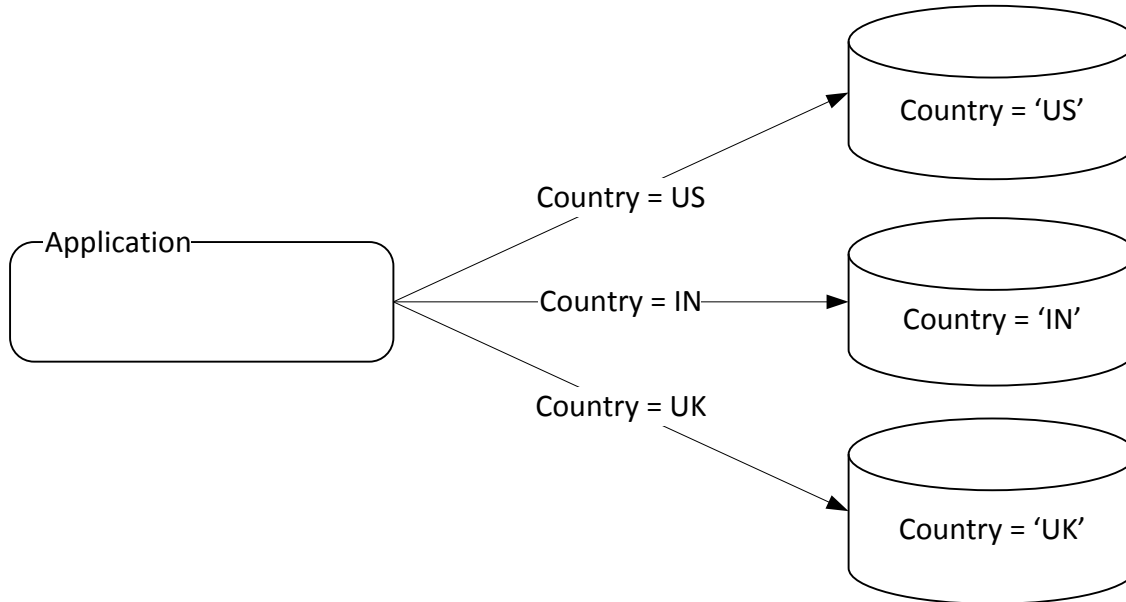 Country = ‘US’
Country = US
Application
Country = IN
Country = ‘IN’
Country = UK
Country = ‘UK’